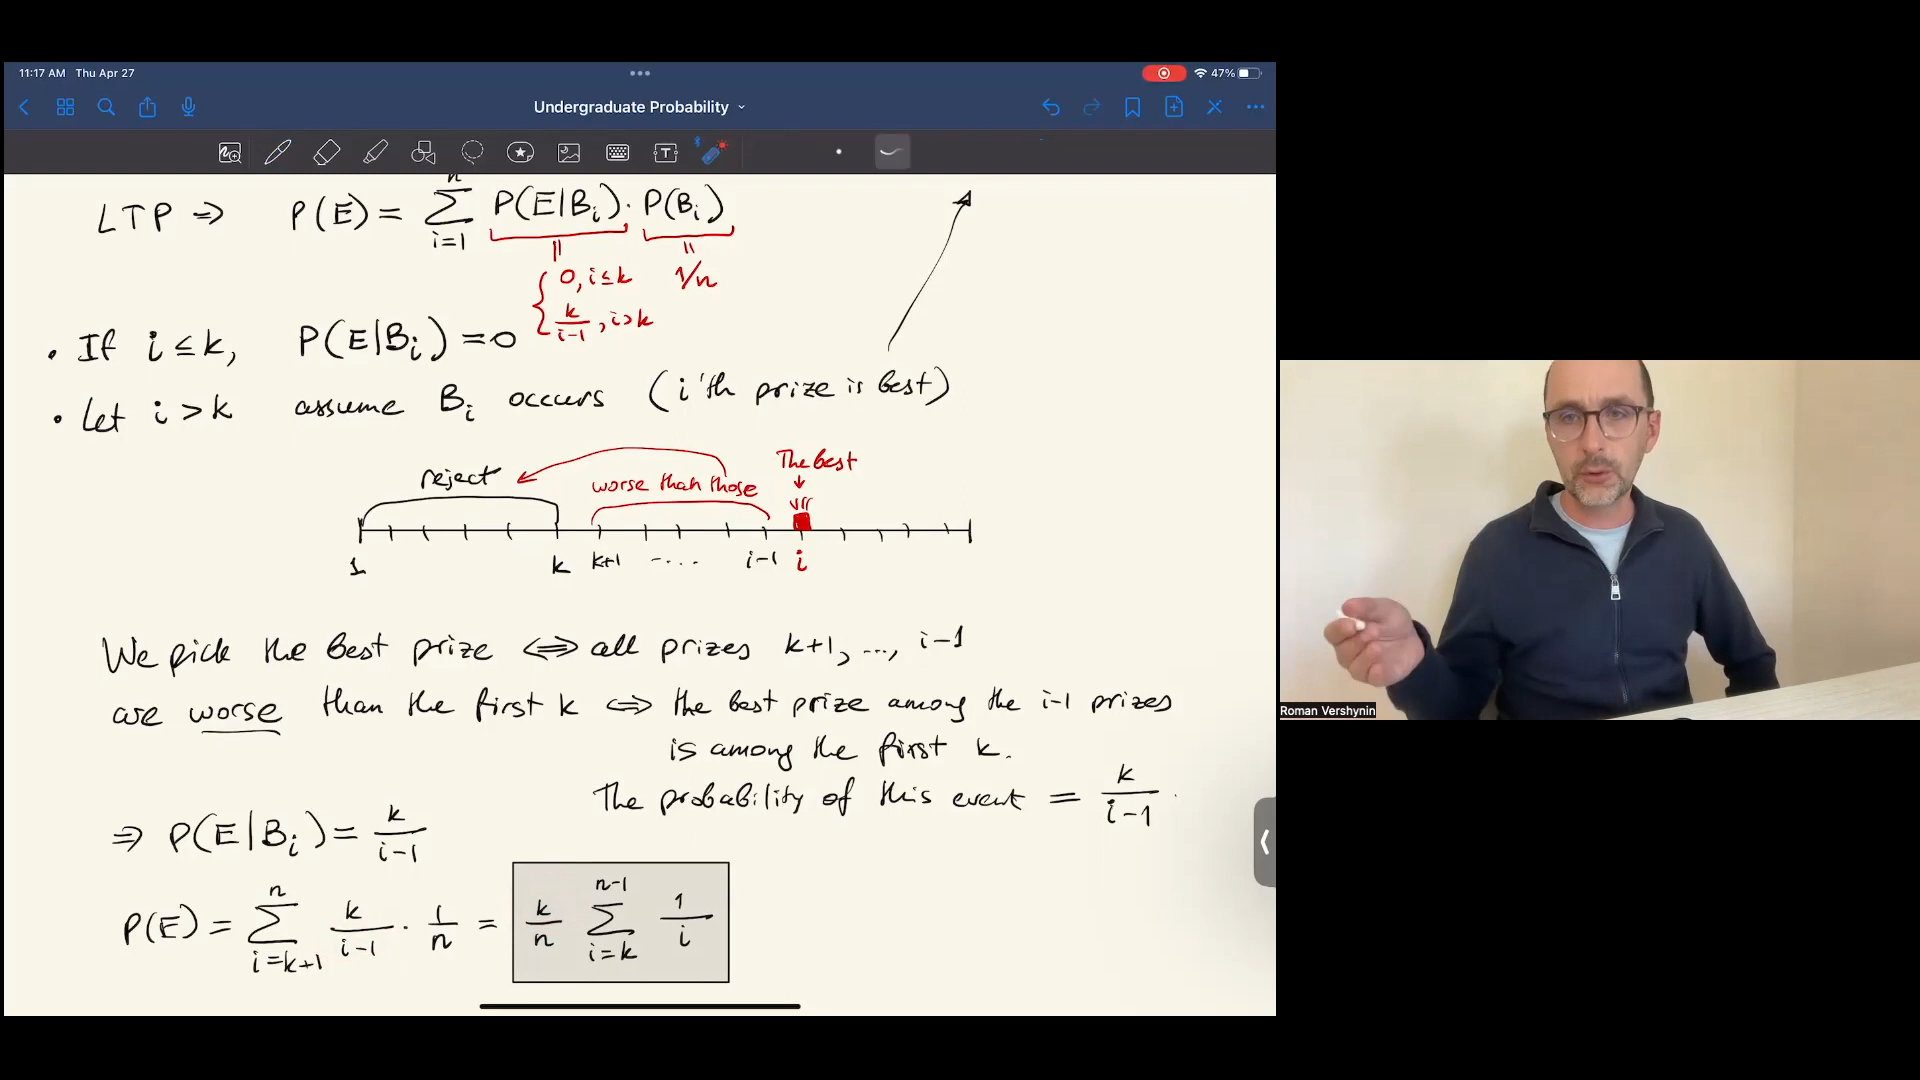 11:17 AM Thu Apr 27
47%
Undergraduate Probability
LTP ⇒ P(E) = ∑_{i=1}^{n} P(E|B_i) · P(B_i)
= { 0, i≤k
k/(i-1), i>k
= 1/n
• If i ≤ k, P(E|B_i) = 0
• Let i > k assume B_i occurs (i'th prize is best)
reject
worse than those
The best
1 k k+1 .... i-1 i
We pick the best prize ⇔ all prizes k+1, ..., i-1
are worse than the first k ⇔ the best prize among the i-1 prizes
is among the first k.
The probability of this event = k/(i-1).
⇒ P(E|B_i) = k/(i-1)
P(E) = ∑_{i=k+1}^{n} k/(i-1) · 1/n = k/n ∑_{i=k}^{n-1} 1/i
Roman Vershynin